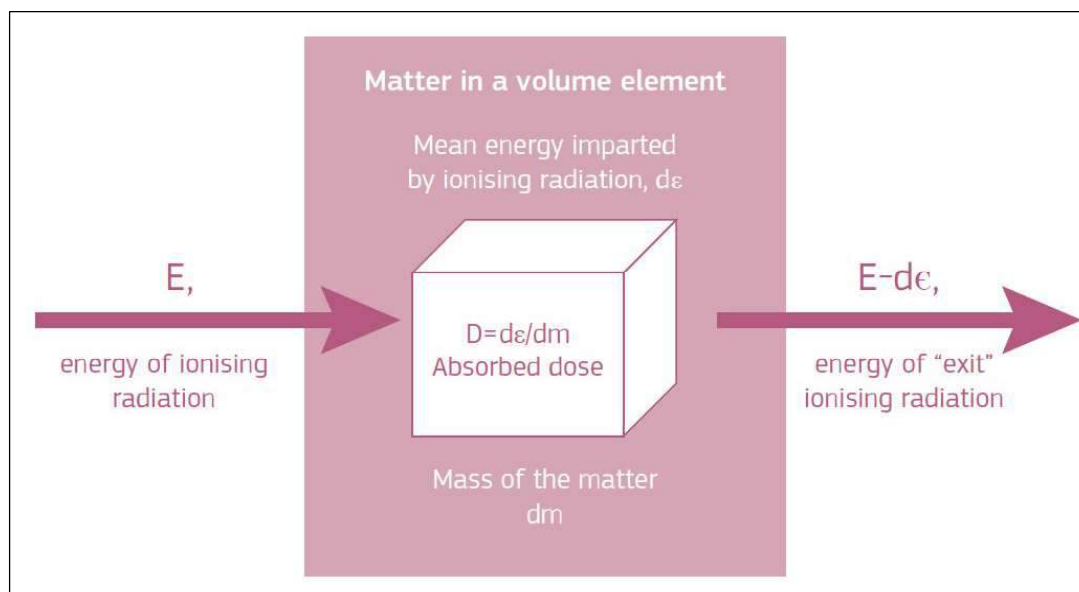 Matter in a volume element
Mean energy imparted
by ionising radiation, dε
E,
energy of ionising
radiation
D=dε/dm
Absorbed dose
E-dϵ,
energy of “exit”
ionising radiation
Mass of the matter
dm